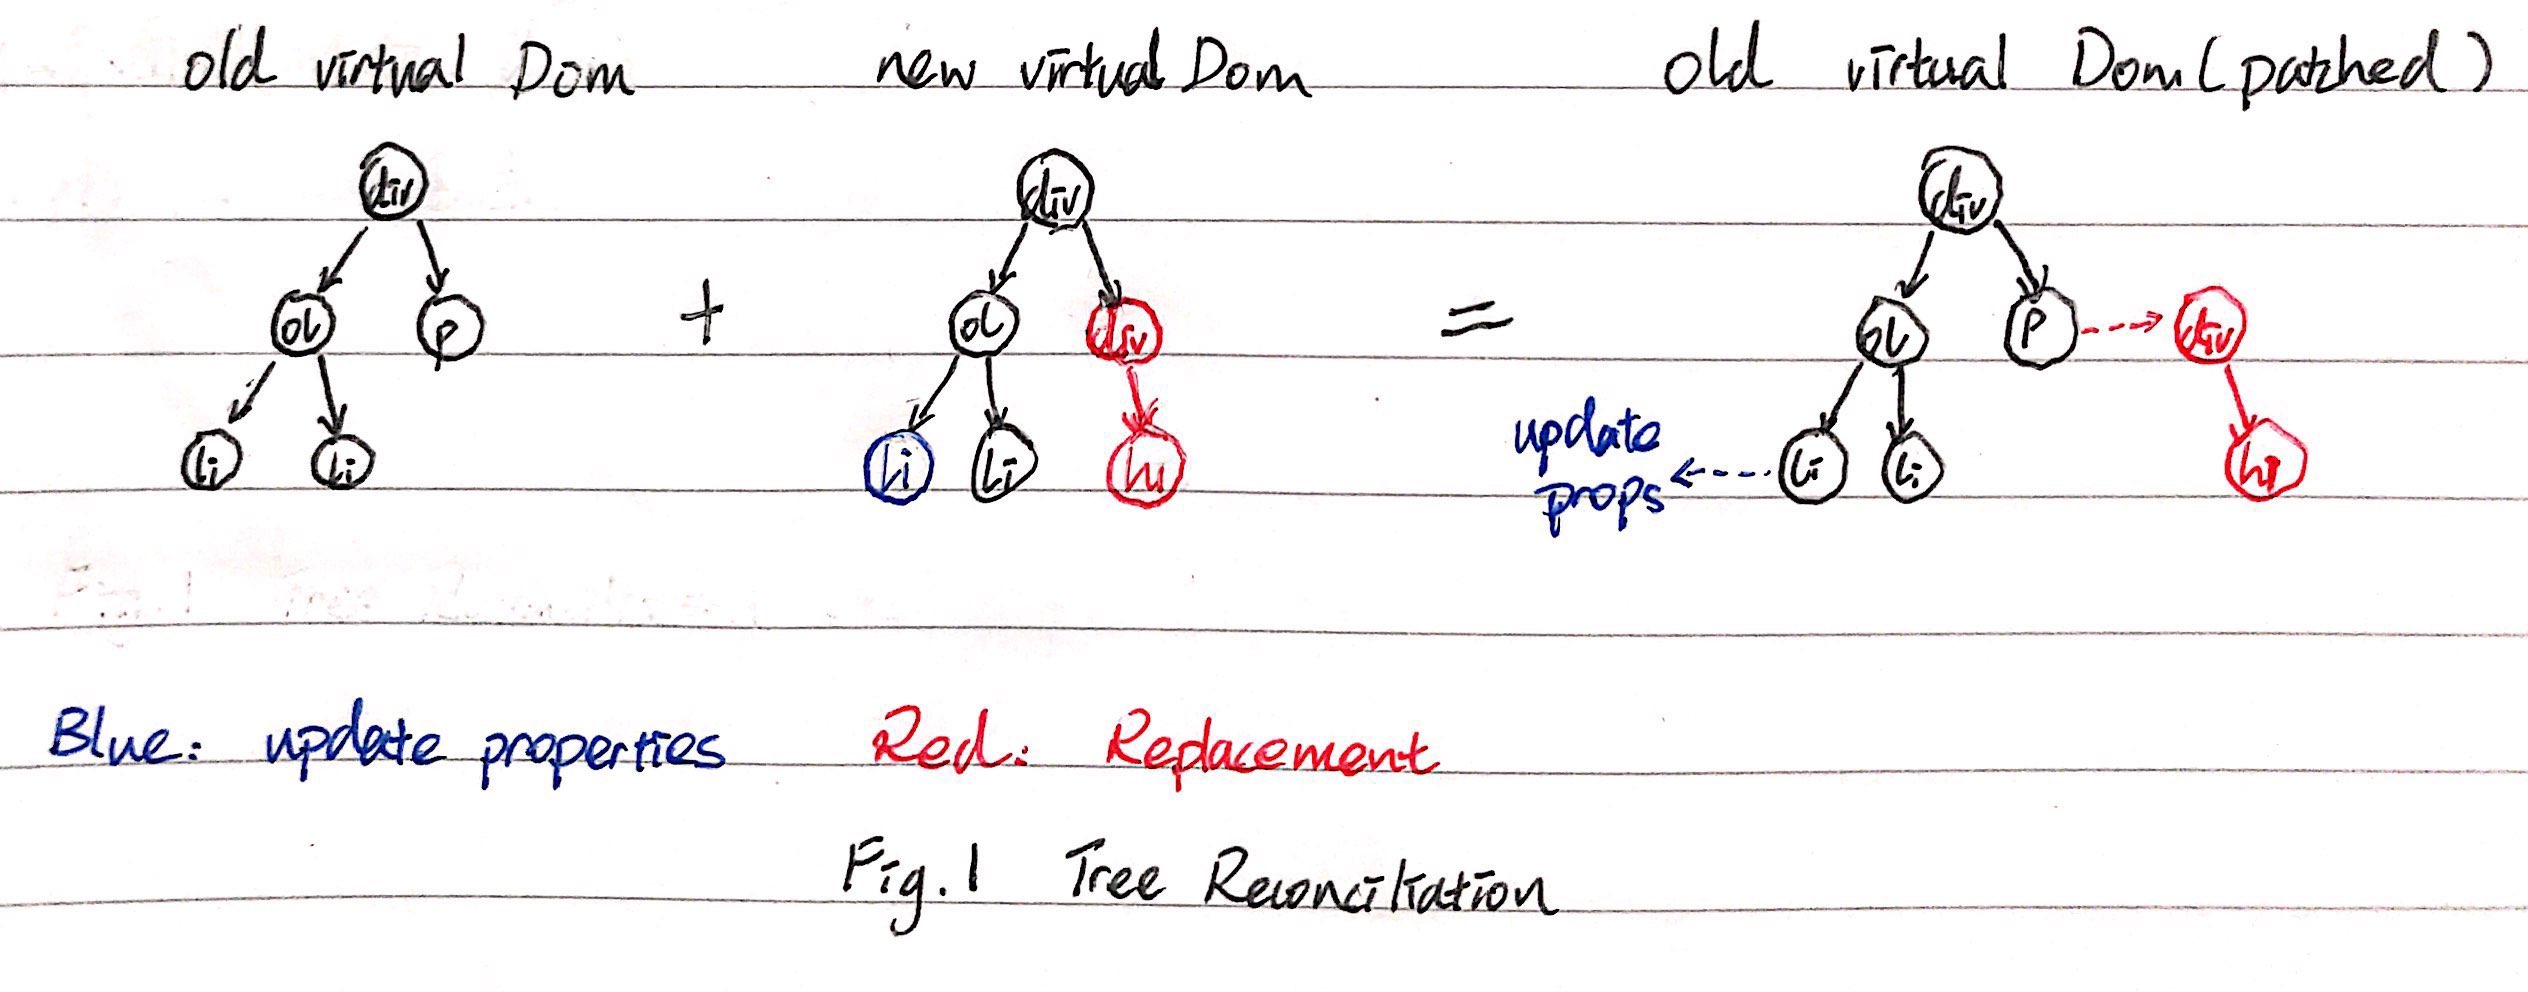 old virtual Dom new virtual Dom old virtual Dom (patched)
div div div
ol p + ol div = ol p div
li li li li h1 update props li li h1
Blue: update properties Red: Replacement
Fig.1 Tree Reconciliation